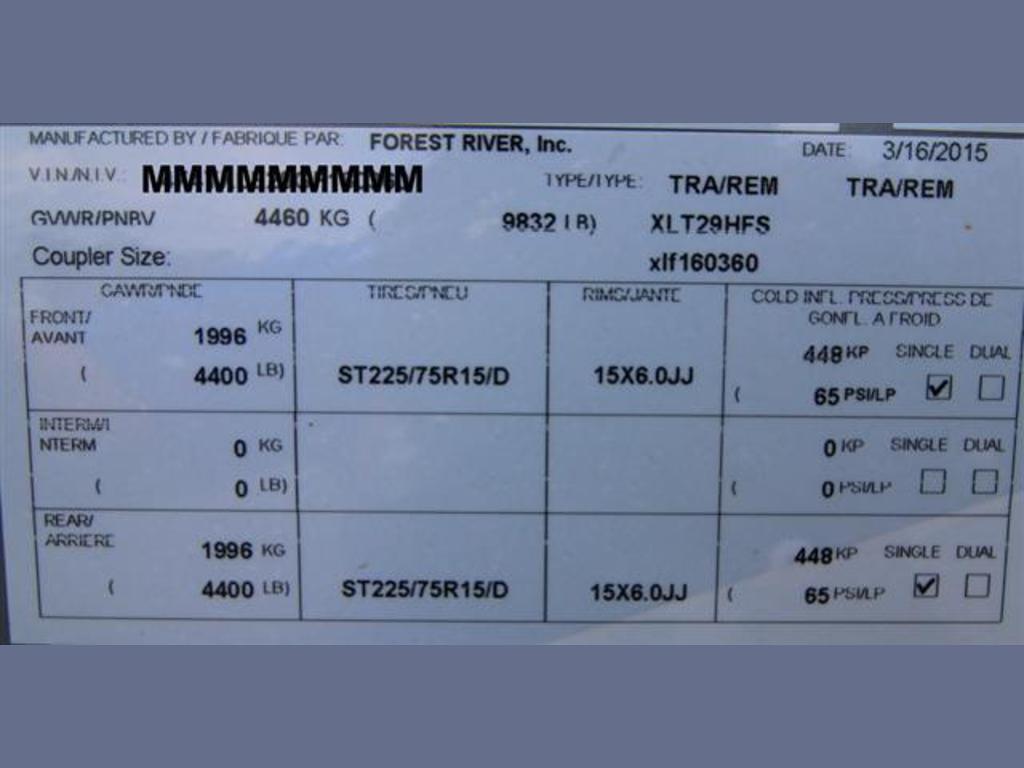 MANUFACTURED BY / FABRIQUE PAR: FOREST RIVER, Inc. DATE: 3/16/2015
V.I.N./N.I.V.: MMMMMMMMMM TYPE/TYPE: TRA/REM TRA/REM
GVWR/PNBV 4460 KG ( 9832 LB) XLT29HFS
Coupler Size: xlf160360
GAWR/PNBE TIRES/PNEU RIMS/JANTE COLD INFL. PRESS/PRESS DE
GONFL. A FROID
FRONT/
AVANT 1996 KG 448 KP SINGLE DUAL
( 4400 LB) ST225/75R15/D 15X6.0JJ ( 65 PSI/LP
INTERM/I
NTERM 0 KG 0 KP SINGLE DUAL
( 0 LB) ( 0 PSI/LP
REAR/
ARRIERE 1996 KG 448 KP SINGLE DUAL
( 4400 LB) ST225/75R15/D 15X6.0JJ ( 65 PSI/LP